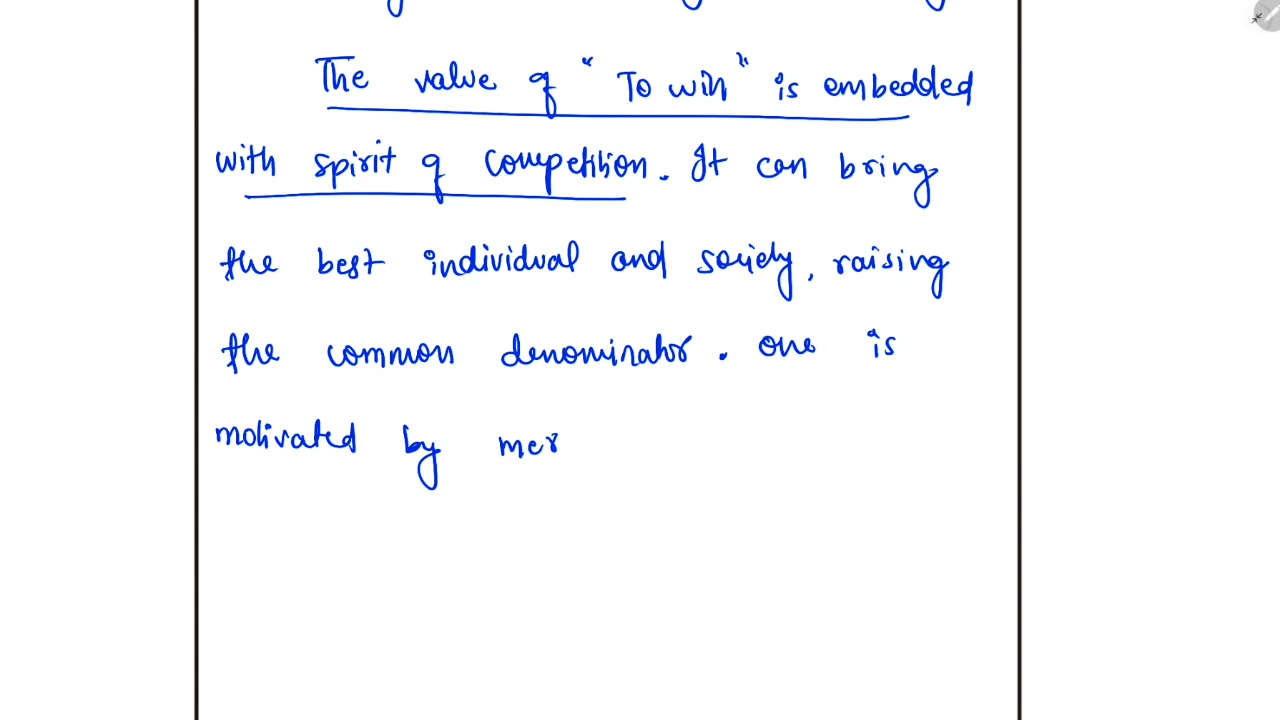 The value of "To win" is embedded
with spirit of competition. It can bring
the best individual and society, raising
the common denominator. one is
motivated by mer